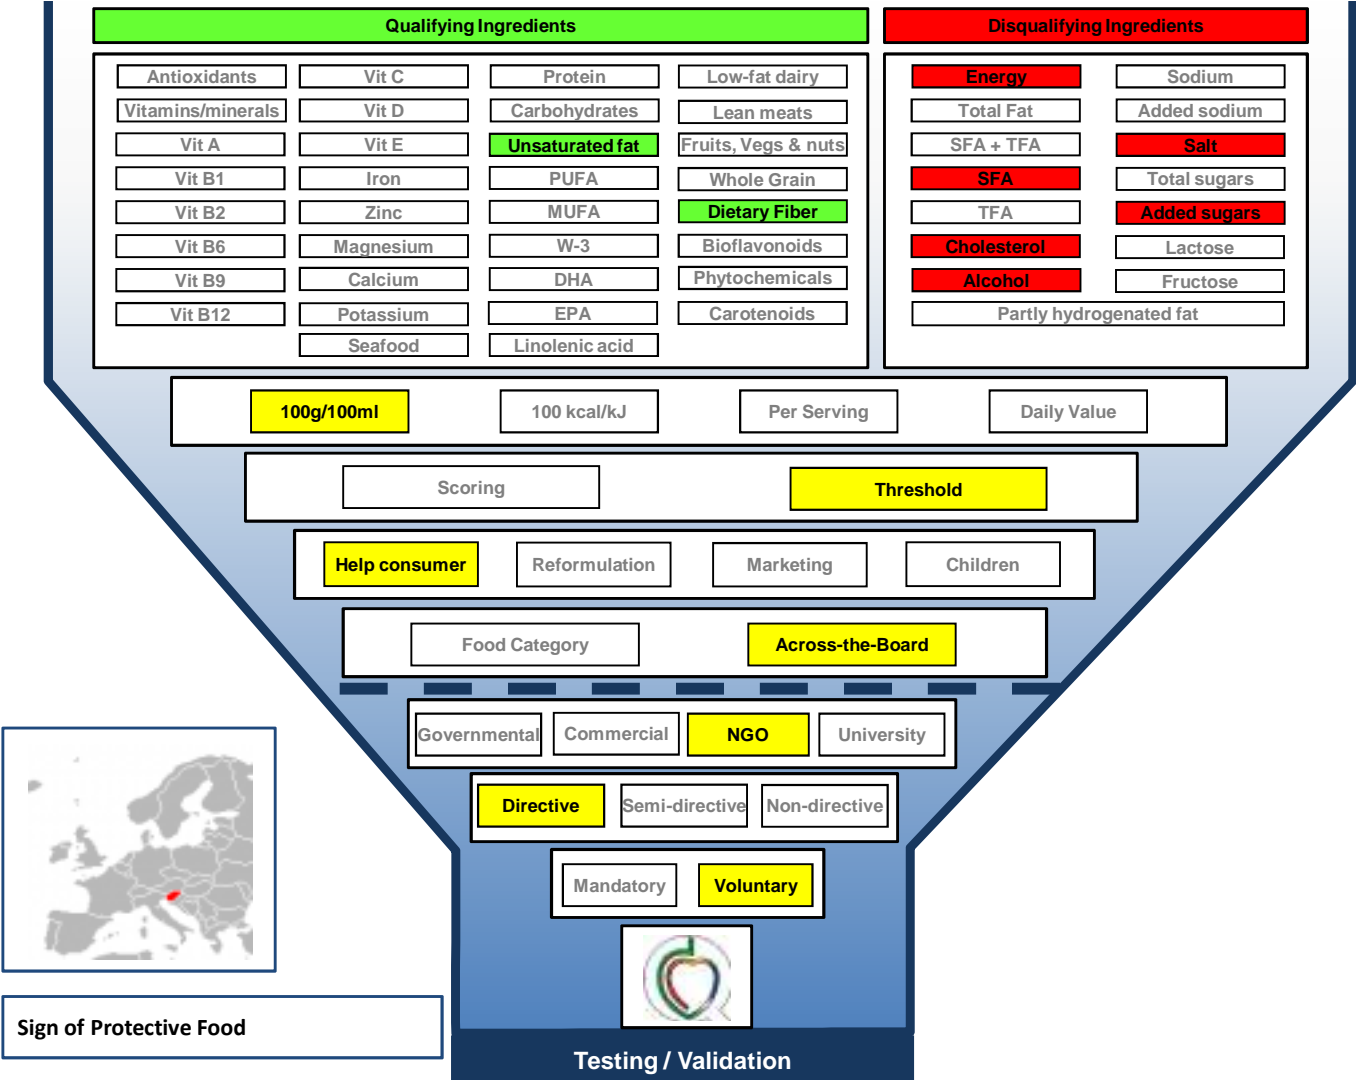 Qualifying Ingredients
Disqualifying Ingredients
Antioxidants Vit C Protein Low-fat dairy Energy Sodium
Vitamins/minerals Vit D Carbohydrates Lean meats Total Fat Added sodium
Vit A Vit E Unsaturated fat Fruits, Vegs & nuts SFA + TFA Salt
Vit B1 Iron PUFA Whole Grain SFA Total sugars
Vit B2 Zinc MUFA Dietary Fiber TFA Added sugars
Vit B6 Magnesium W-3 Bioflavonoids Cholesterol Lactose
Vit B9 Calcium DHA Phytochemicals Alcohol Fructose
Vit B12 Potassium EPA Carotenoids Partly hydrogenated fat
Seafood Linolenic acid
100g/100ml 100 kcal/kJ Per Serving Daily Value
Scoring Threshold
Help consumer Reformulation Marketing Children
Food Category Across-the-Board
Governmental Commercial NGO University
Directive Semi-directive Non-directive
Mandatory Voluntary
Sign of Protective Food
Testing / Validation